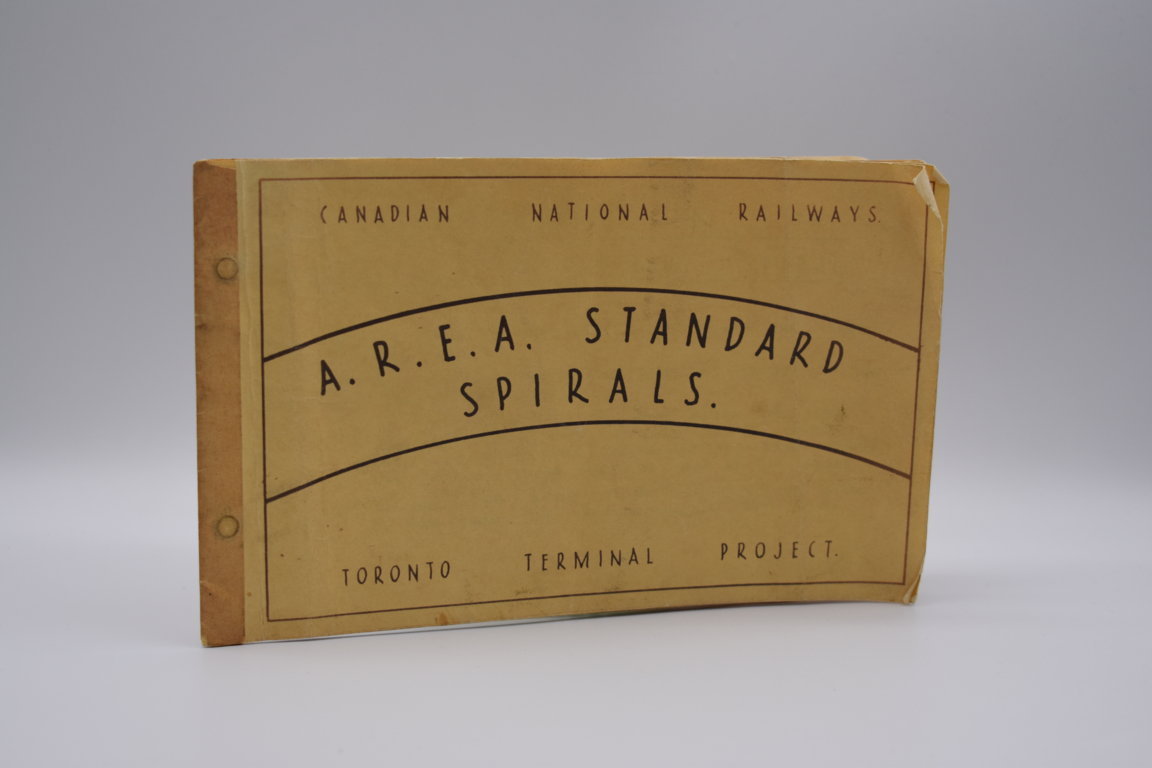 CANADIAN NATIONAL RAILWAYS.
A.R.E.A. STANDARD
SPIRALS.
TORONTO TERMINAL PROJECT.